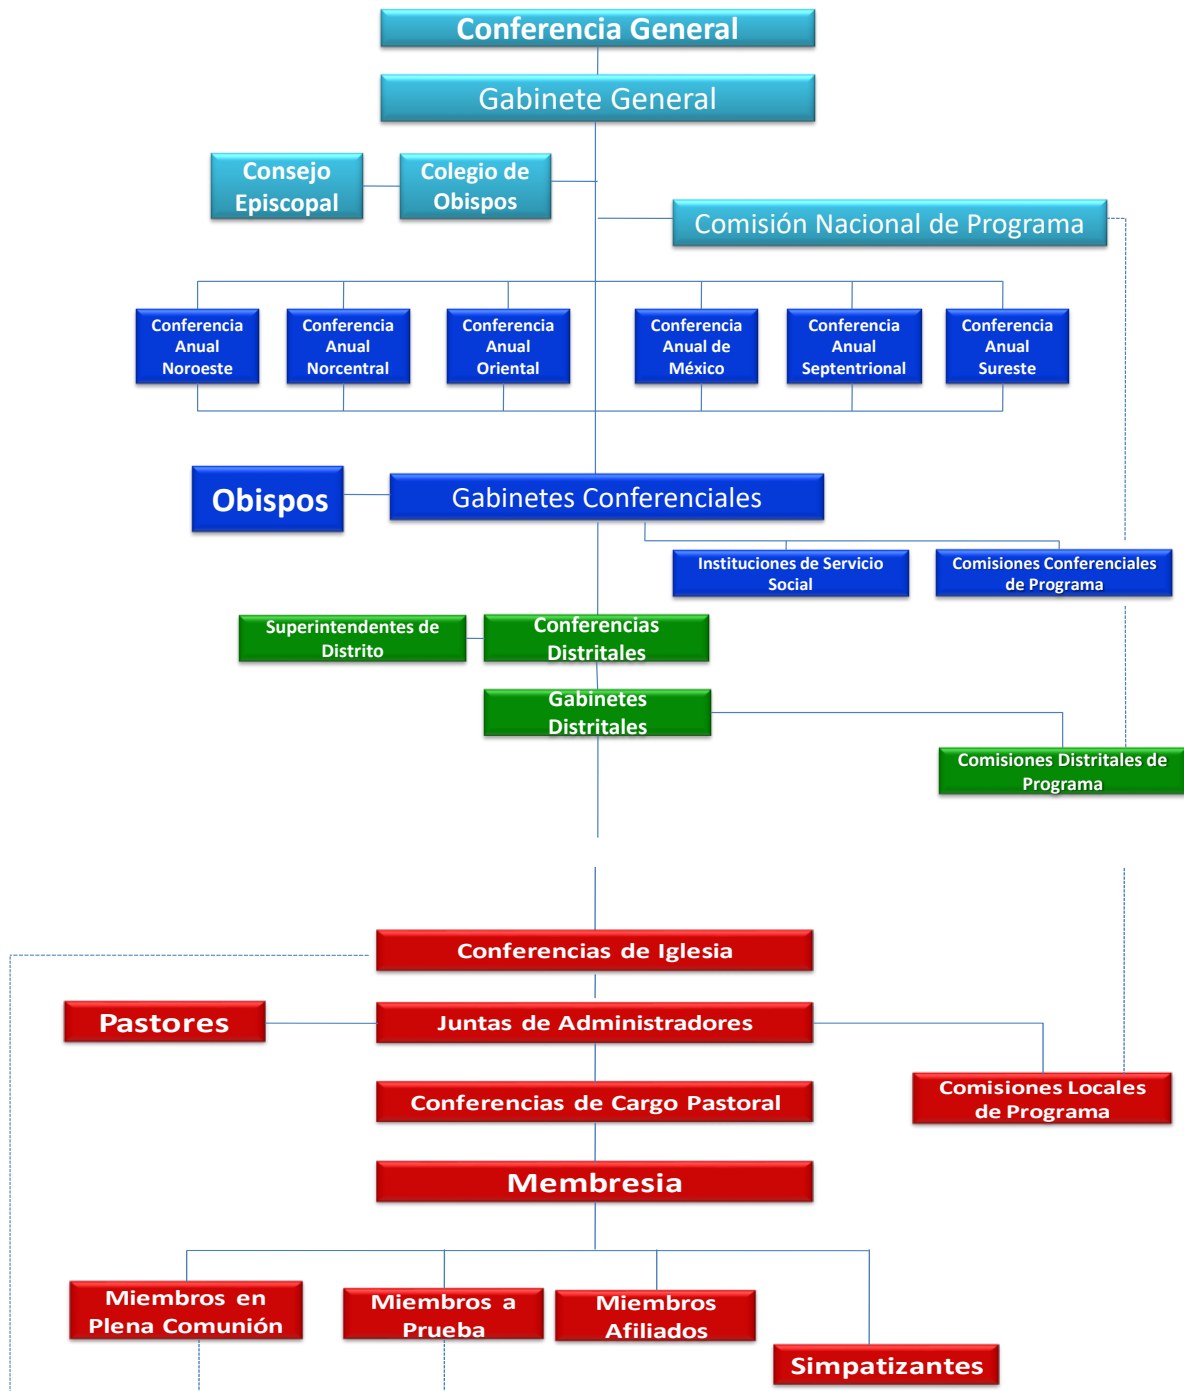 Conferencia General
Gabinete General
Consejo
Episcopal
Colegio de
Obispos
Comisión Nacional de Programa
Conferencia
Anual
Noroeste
Conferencia
Anual
Norcentral
Conferencia
Anual
Oriental
Conferencia
Anual de
México
Conferencia
Anual
Septentrional
Conferencia
Anual
Sureste
Obispos
Gabinetes Conferenciales
Instituciones de Servicio
Social
Comisiones Conferenciales
de Programa
Superintendentes de
Distrito
Conferencias
Distritales
Gabinetes
Distritales
Comisiones Distritales de
Programa
Conferencias de Iglesia
Pastores
Juntas de Administradores
Comisiones Locales
de Programa
Conferencias de Cargo Pastoral
Membresia
Miembros en
Plena Comunión
Miembros a
Prueba
Miembros
Afiliados
Simpatizantes